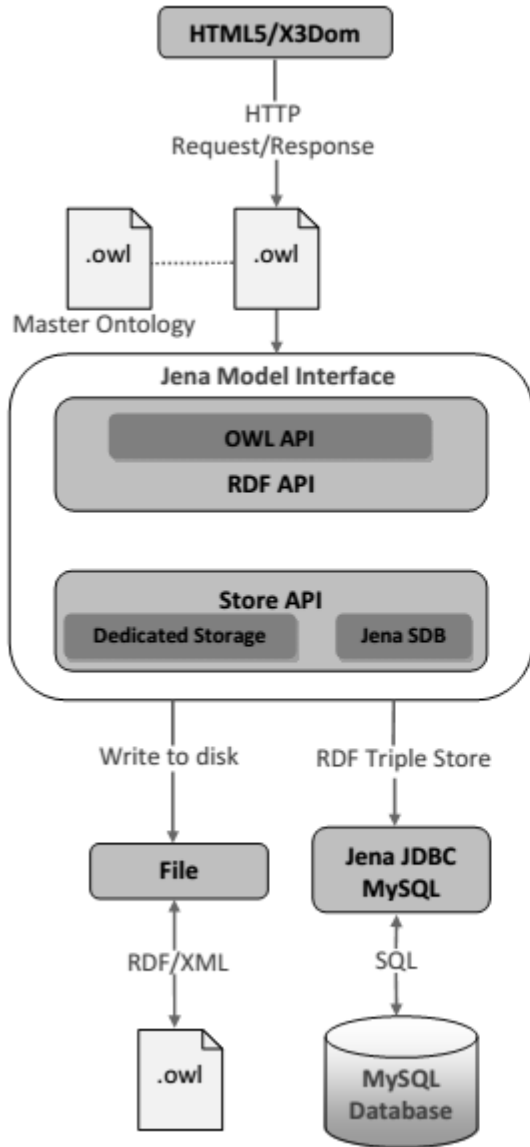 HTML5/X3Dom
HTTP
Request/Response
.owl
.owl
Master Ontology
Jena Model Interface
OWL API
RDF API
Store API
Dedicated Storage
Jena SDB
Write to disk
RDF Triple Store
File
Jena JDBC
MySQL
RDF/XML
SQL
.owl
MySQL
Database